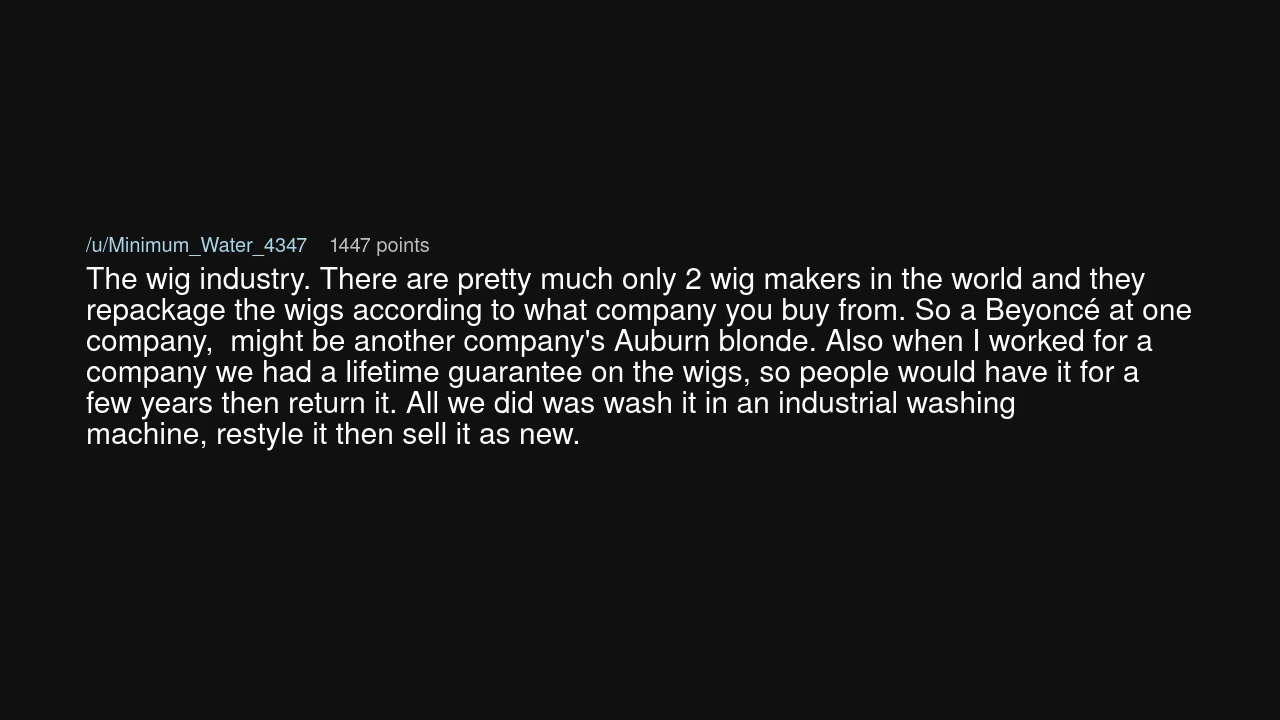 /u/Minimum_Water_4347 1447 points
The wig industry. There are pretty much only 2 wig makers in the world and they
repackage the wigs according to what company you buy from. So a Beyoncé at one
company,  might be another company's Auburn blonde. Also when I worked for a
company we had a lifetime guarantee on the wigs, so people would have it for a
few years then return it. All we did was wash it in an industrial washing
machine, restyle it then sell it as new.